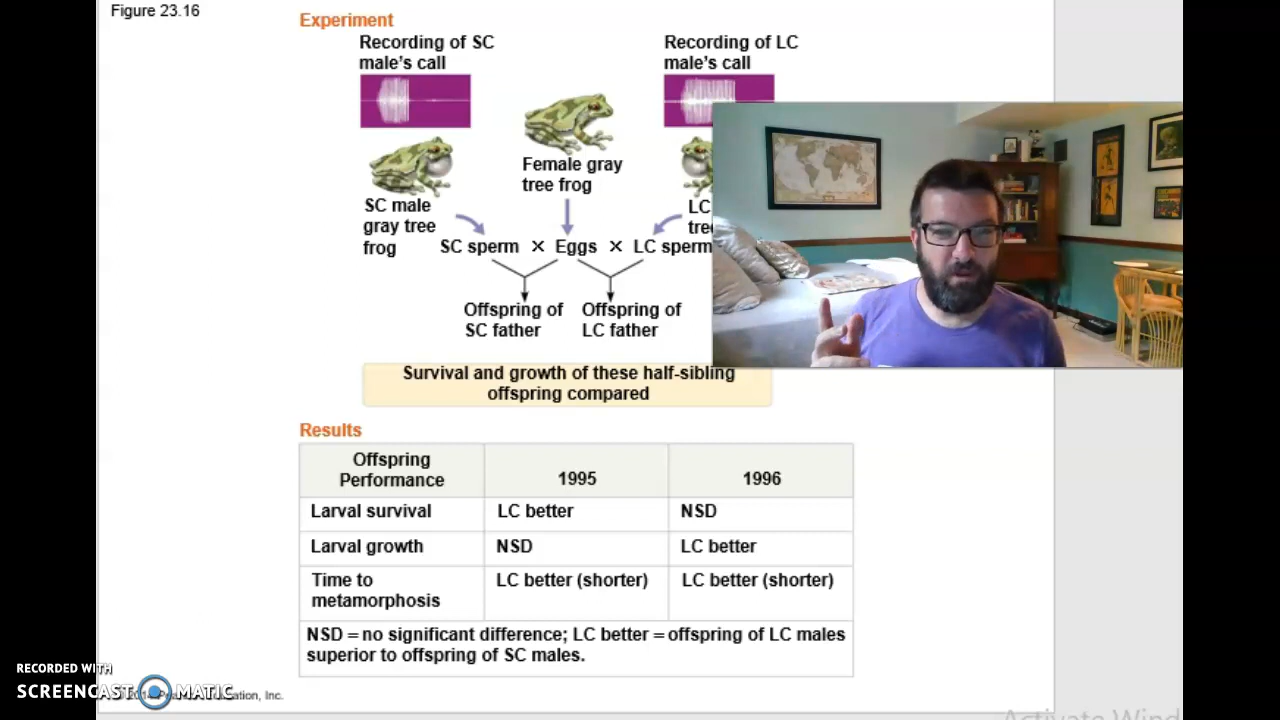 Figure 23.16
Experiment
Recording of SC
male's call
Recording of LC
male's call
Female gray
tree frog
SC male
gray tree
frog
LC
SC sperm × Eggs × LC sperm
Offspring of
SC father
Offspring of
LC father
Survival and growth of these half-sibling
offspring compared
Results
Offspring
Performance
1995
1996
Larval survival
LC better
NSD
Larval growth
NSD
LC better
Time to
metamorphosis
LC better (shorter)
LC better (shorter)
NSD = no significant difference; LC better = offspring of LC males
superior to offspring of SC males.
RECORDED WITH
SCREENCAST MATIC
Inc.